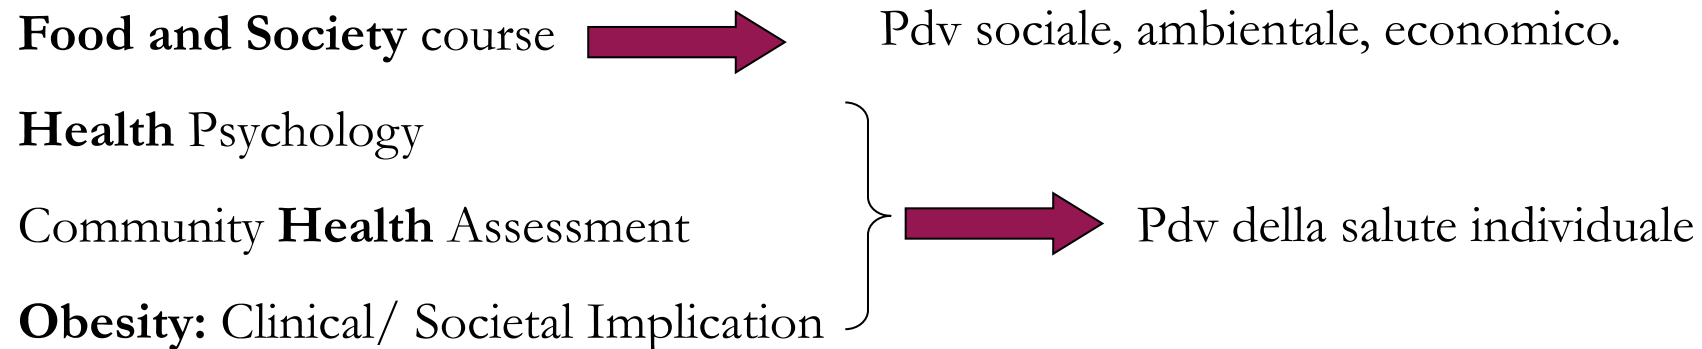 Food and Society course
Pdv sociale, ambientale, economico.
Health Psychology
Community Health Assessment
Pdv della salute individuale
Obesity: Clinical/ Societal Implication